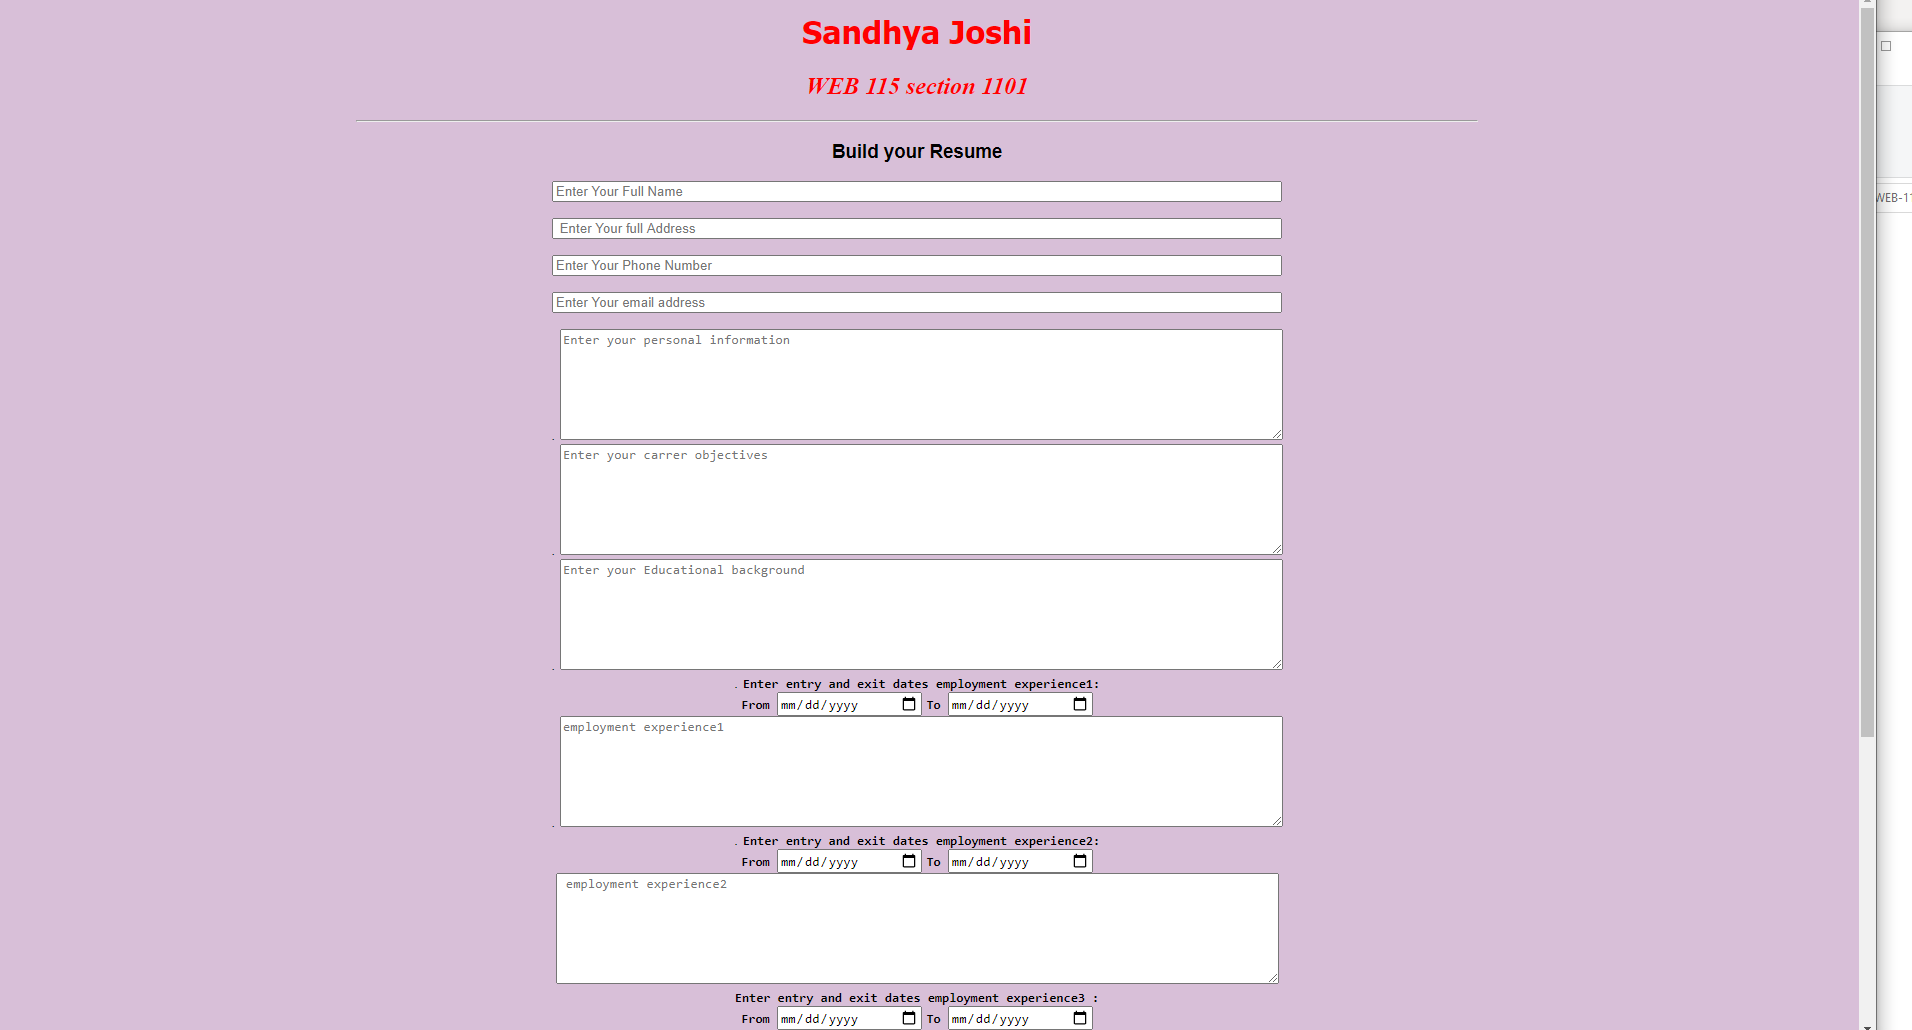 Sandhya Joshi
WEB 115 section 1101
Build your Resume
Enter Your Full Name
Enter Your full Address
Enter Your Phone Number
Enter Your email address
Enter your personal information
.
Enter your carrer objectives
.
Enter your Educational background
.
. Enter entry and exit dates employment experience1:
From mm/dd/yyyy To mm/dd/yyyy
employment experience1
.
. Enter entry and exit dates employment experience2:
From mm/dd/yyyy To mm/dd/yyyy
employment experience2
Enter entry and exit dates employment experience3 :
From mm/dd/yyyy To mm/dd/yyyy
WEB-11